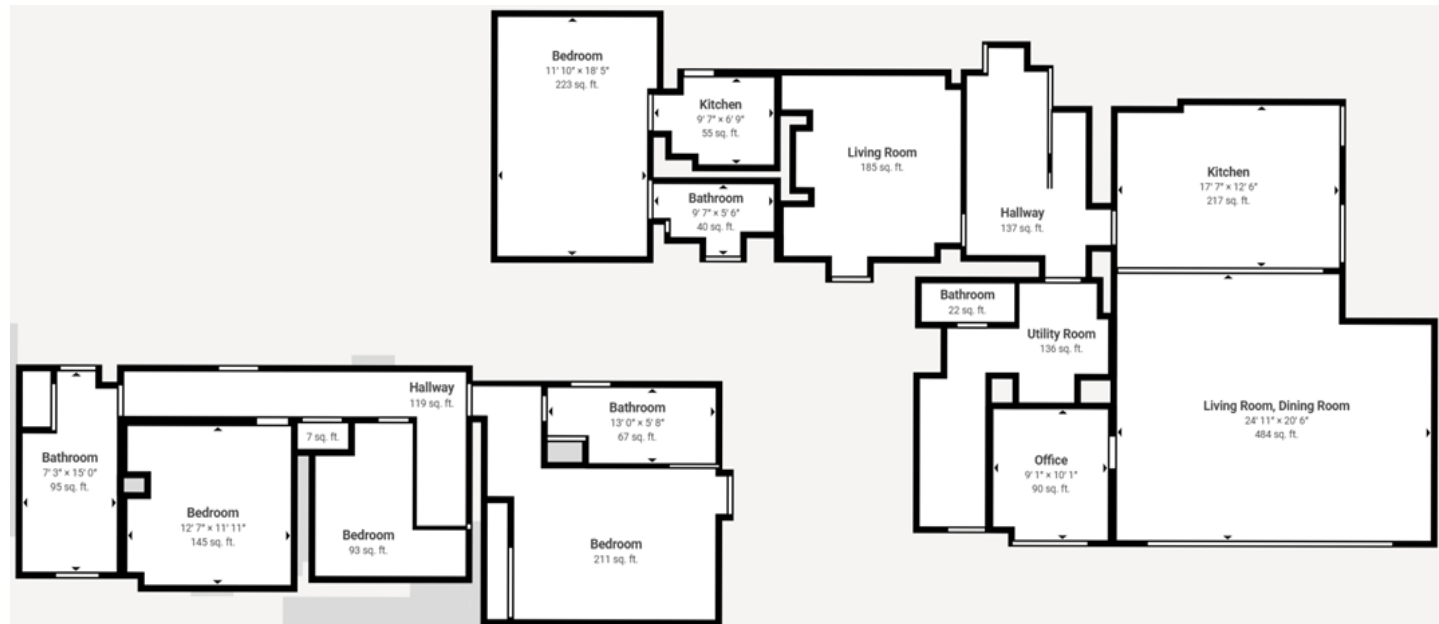 Bedroom
11' 10" × 18' 5"
223 sq. ft.
Kitchen
9' 7" × 6' 9"
55 sq. ft.
Living Room
185 sq. ft.
Bathroom
9' 7" × 5' 6"
40 sq. ft.
Hallway
137 sq. ft.
Kitchen
17' 7" × 12' 6"
217 sq. ft.
Bathroom
22 sq. ft.
Utility Room
136 sq. ft.
Living Room, Dining Room
24' 11" × 20' 6"
484 sq. ft.
Office
9' 1" × 10' 1"
90 sq. ft.
Hallway
119 sq. ft.
Bathroom
13' 0" × 5' 8"
67 sq. ft.
7 sq. ft.
Bathroom
7' 3" × 15' 0"
95 sq. ft.
Bedroom
12' 7" × 11' 11"
145 sq. ft.
Bedroom
93 sq. ft.
Bedroom
211 sq. ft.